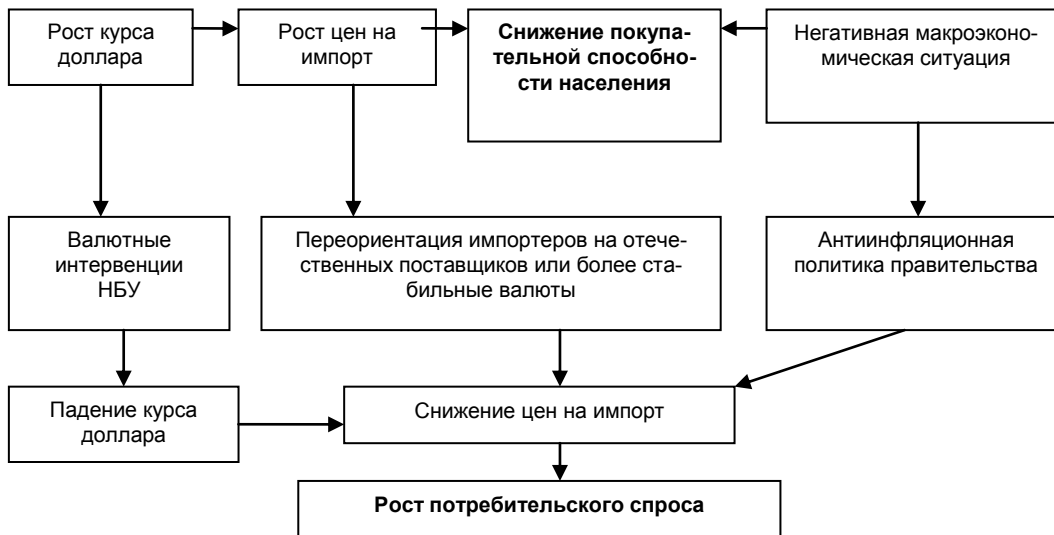 Рост курса
доллара
Рост цен на
импорт
Снижение покупа-
тельной способно-
сти населения
Негативная макроэконо-
мическая ситуация
Валютные
интервенции
НБУ
Переориентация импортеров на отече-
ственных поставщиков или более ста-
бильные валюты
Антиинфляционная
политика правительства
Падение курса
доллара
Снижение цен на импорт
Рост потребительского спроса